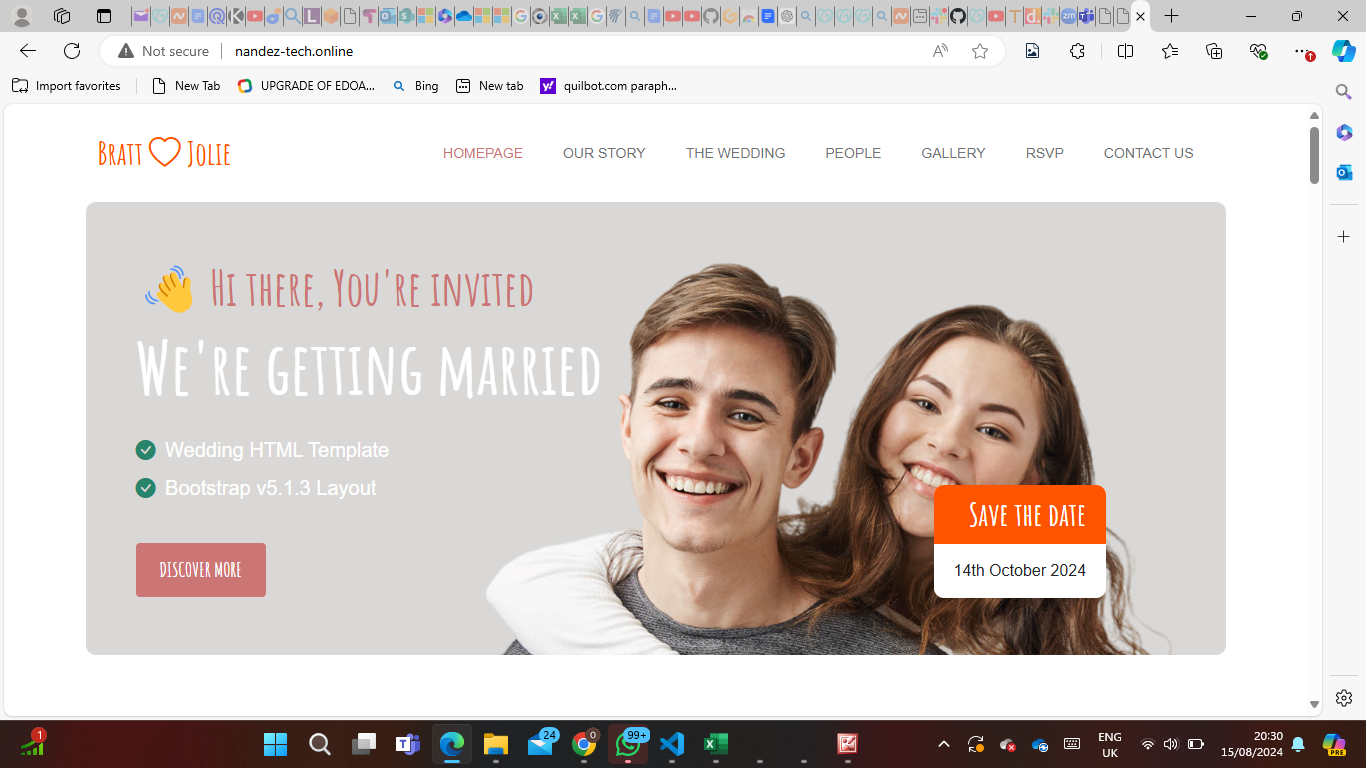 Not secure
nandez-tech.online
Import favorites
New Tab
UPGRADE OF EDOA...
Bing
New tab
quilbot.com paraph...
Bratt Jolie
HOMEPAGE
OUR STORY
THE WEDDING
PEOPLE
GALLERY
RSVP
CONTACT US
Hi there, You're invited
We're getting married
Wedding HTML Template
Bootstrap v5.1.3 Layout
DISCOVER MORE
Save the date
14th October 2024
1
24
0
99+
ENG
UK
20:30
15/08/2024
PRE